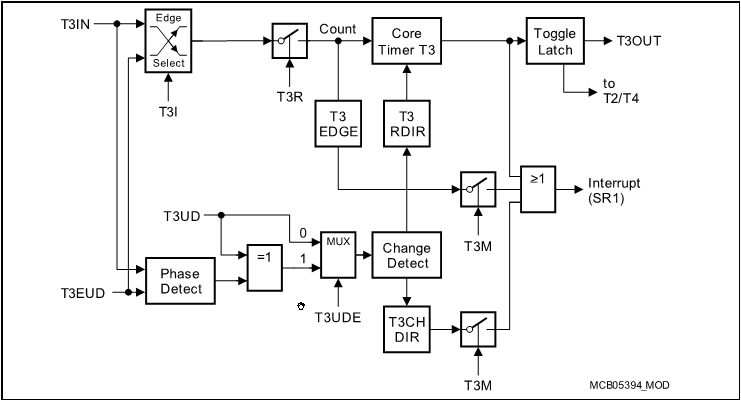 T3IN
Edge
Select
T3I
T3R
Count
Core
Timer T3
Toggle
Latch
T3OUT
to
T2/T4
T3
EDGE
T3
RDIR
≥1
Interrupt
(SR1)
T3M
T3UD
0
1
MUX
=1
Change
Detect
Phase
Detect
T3EUD
T3UDE
T3CH
DIR
T3M
MCB05394_MOD